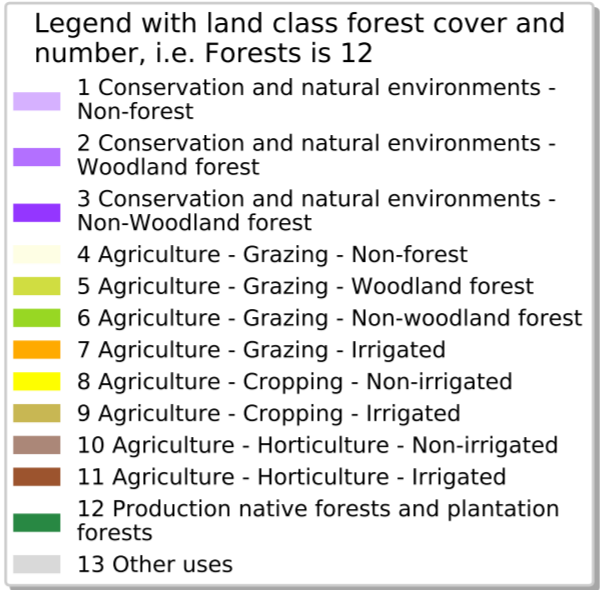 Legend with land class forest cover and
number, i.e. Forests is 12
1 Conservation and natural environments -
Non-forest
2 Conservation and natural environments -
Woodland forest
3 Conservation and natural environments -
Non-Woodland forest
4 Agriculture - Grazing - Non-forest
5 Agriculture - Grazing - Woodland forest
6 Agriculture - Grazing - Non-woodland forest
7 Agriculture - Grazing - Irrigated
8 Agriculture - Cropping - Non-irrigated
9 Agriculture - Cropping - Irrigated
10 Agriculture - Horticulture - Non-irrigated
11 Agriculture - Horticulture - Irrigated
12 Production native forests and plantation
forests
13 Other uses